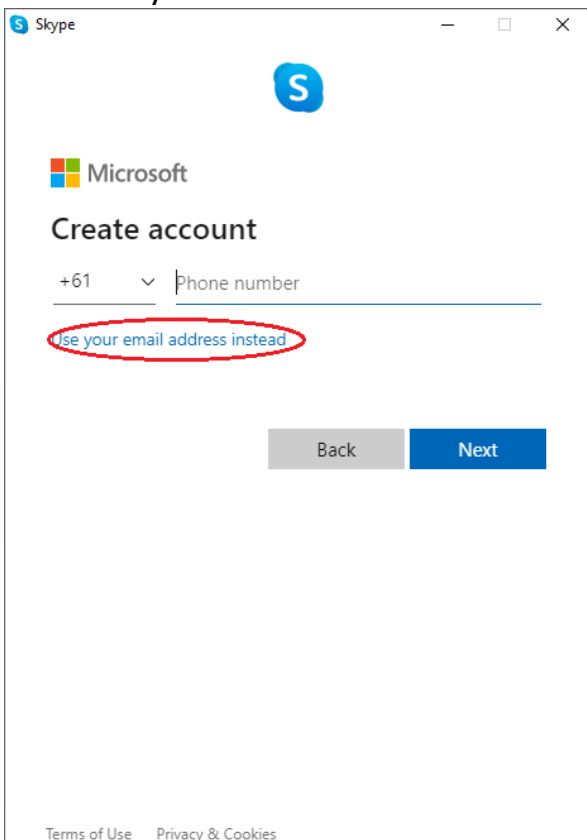 Skype
Microsoft
Create account
+61 Phone number
Use your email address instead
Back Next
Terms of Use Privacy & Cookies